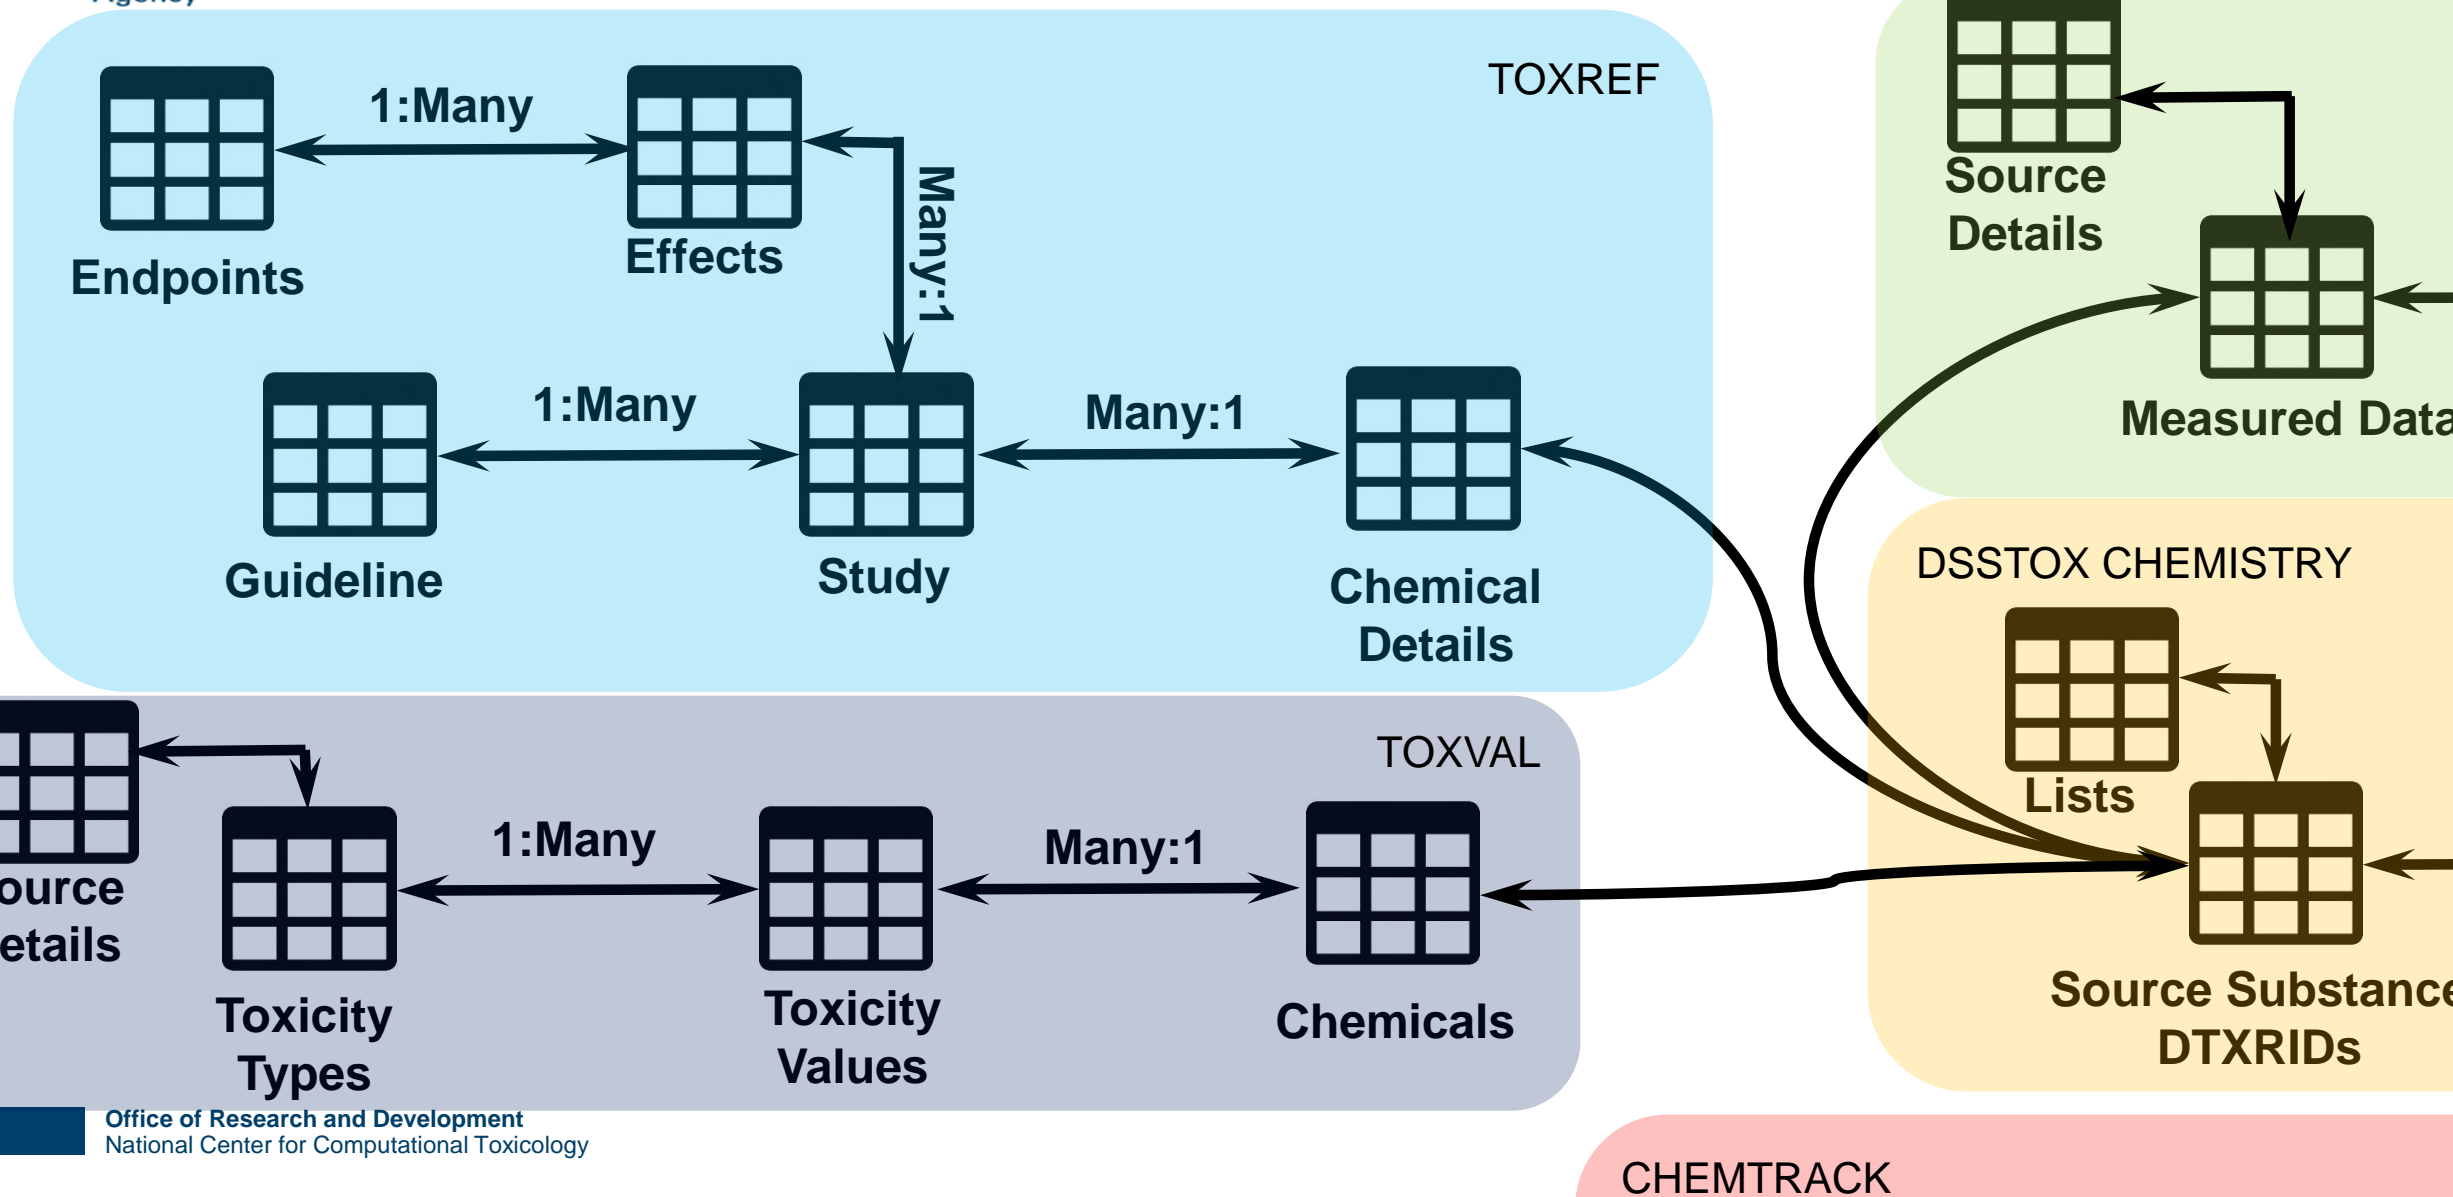 Agency
TOXREF
1:Many
Many:1
Endpoints
Effects
1:Many
Many:1
Guideline
Study
Chemical
Details
Source
Details
Measured Data
DSSTOX CHEMISTRY
Lists
Source Substance
DTXRIDs
TOXVAL
ource
etails
1:Many
Many:1
Toxicity
Types
Toxicity
Values
Chemicals
Office of Research and Development
National Center for Computational Toxicology
CHEMTRACK